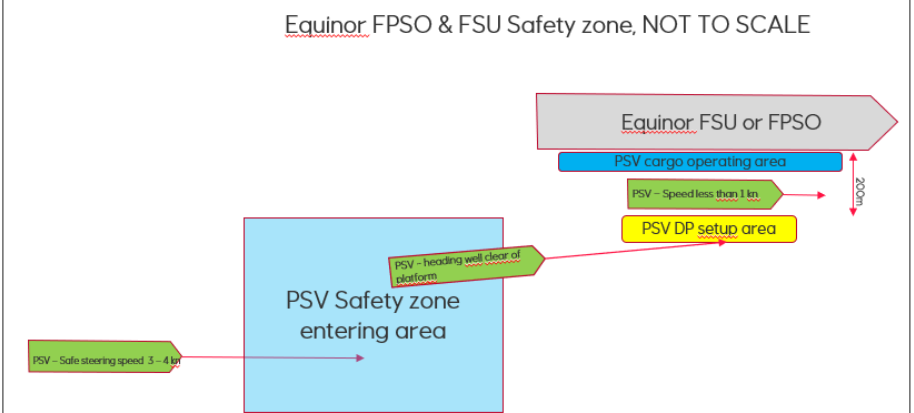 Equinor FPSO & FSU Safety zone, NOT TO SCALE
Equinor FSU or FPSO
PSV cargo operating area
PSV – Speed less than 1 kn
200m
PSV DP setup area
PSV – heading well clear of
platform
PSV Safety zone
entering area
PSV – Safe steering speed 3 – 4 kn